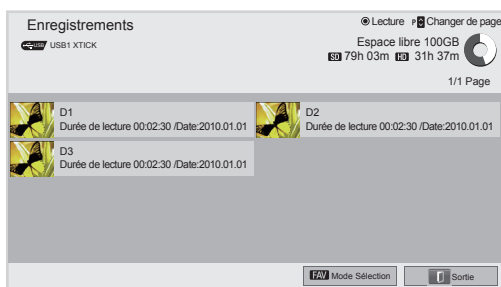 Enregistrements
Lecture P Changer de page
USB USB1 XTICK
Espace libre 100GB
SD 79h 03m HD 31h 37m
1/1 Page
D1
Durée de lecture 00:02:30 /Date:2010.01.01
D2
Durée de lecture 00:02:30 /Date:2010.01.01
D3
Durée de lecture 00:02:30 /Date:2010.01.01
FAV Mode Sélection
Sortie